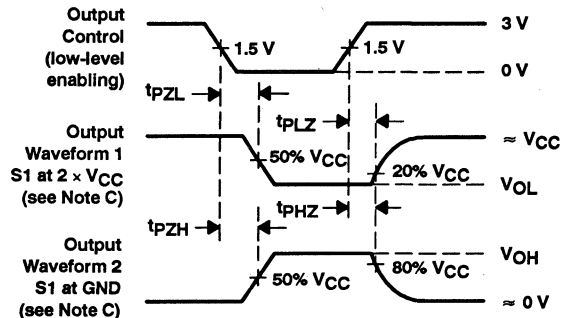 Output
Control
(low-level
enabling)
3 V
1.5 V
1.5 V
0 V
tPZL
tPLZ
Output
Waveform 1
S1 at 2 × VCC
(see Note C)
≈ VCC
50% VCC
20% VCC
VOL
tPZH
tPHZ
Output
Waveform 2
S1 at GND
(see Note C)
VOH
50% VCC
80% VCC
≈ 0 V